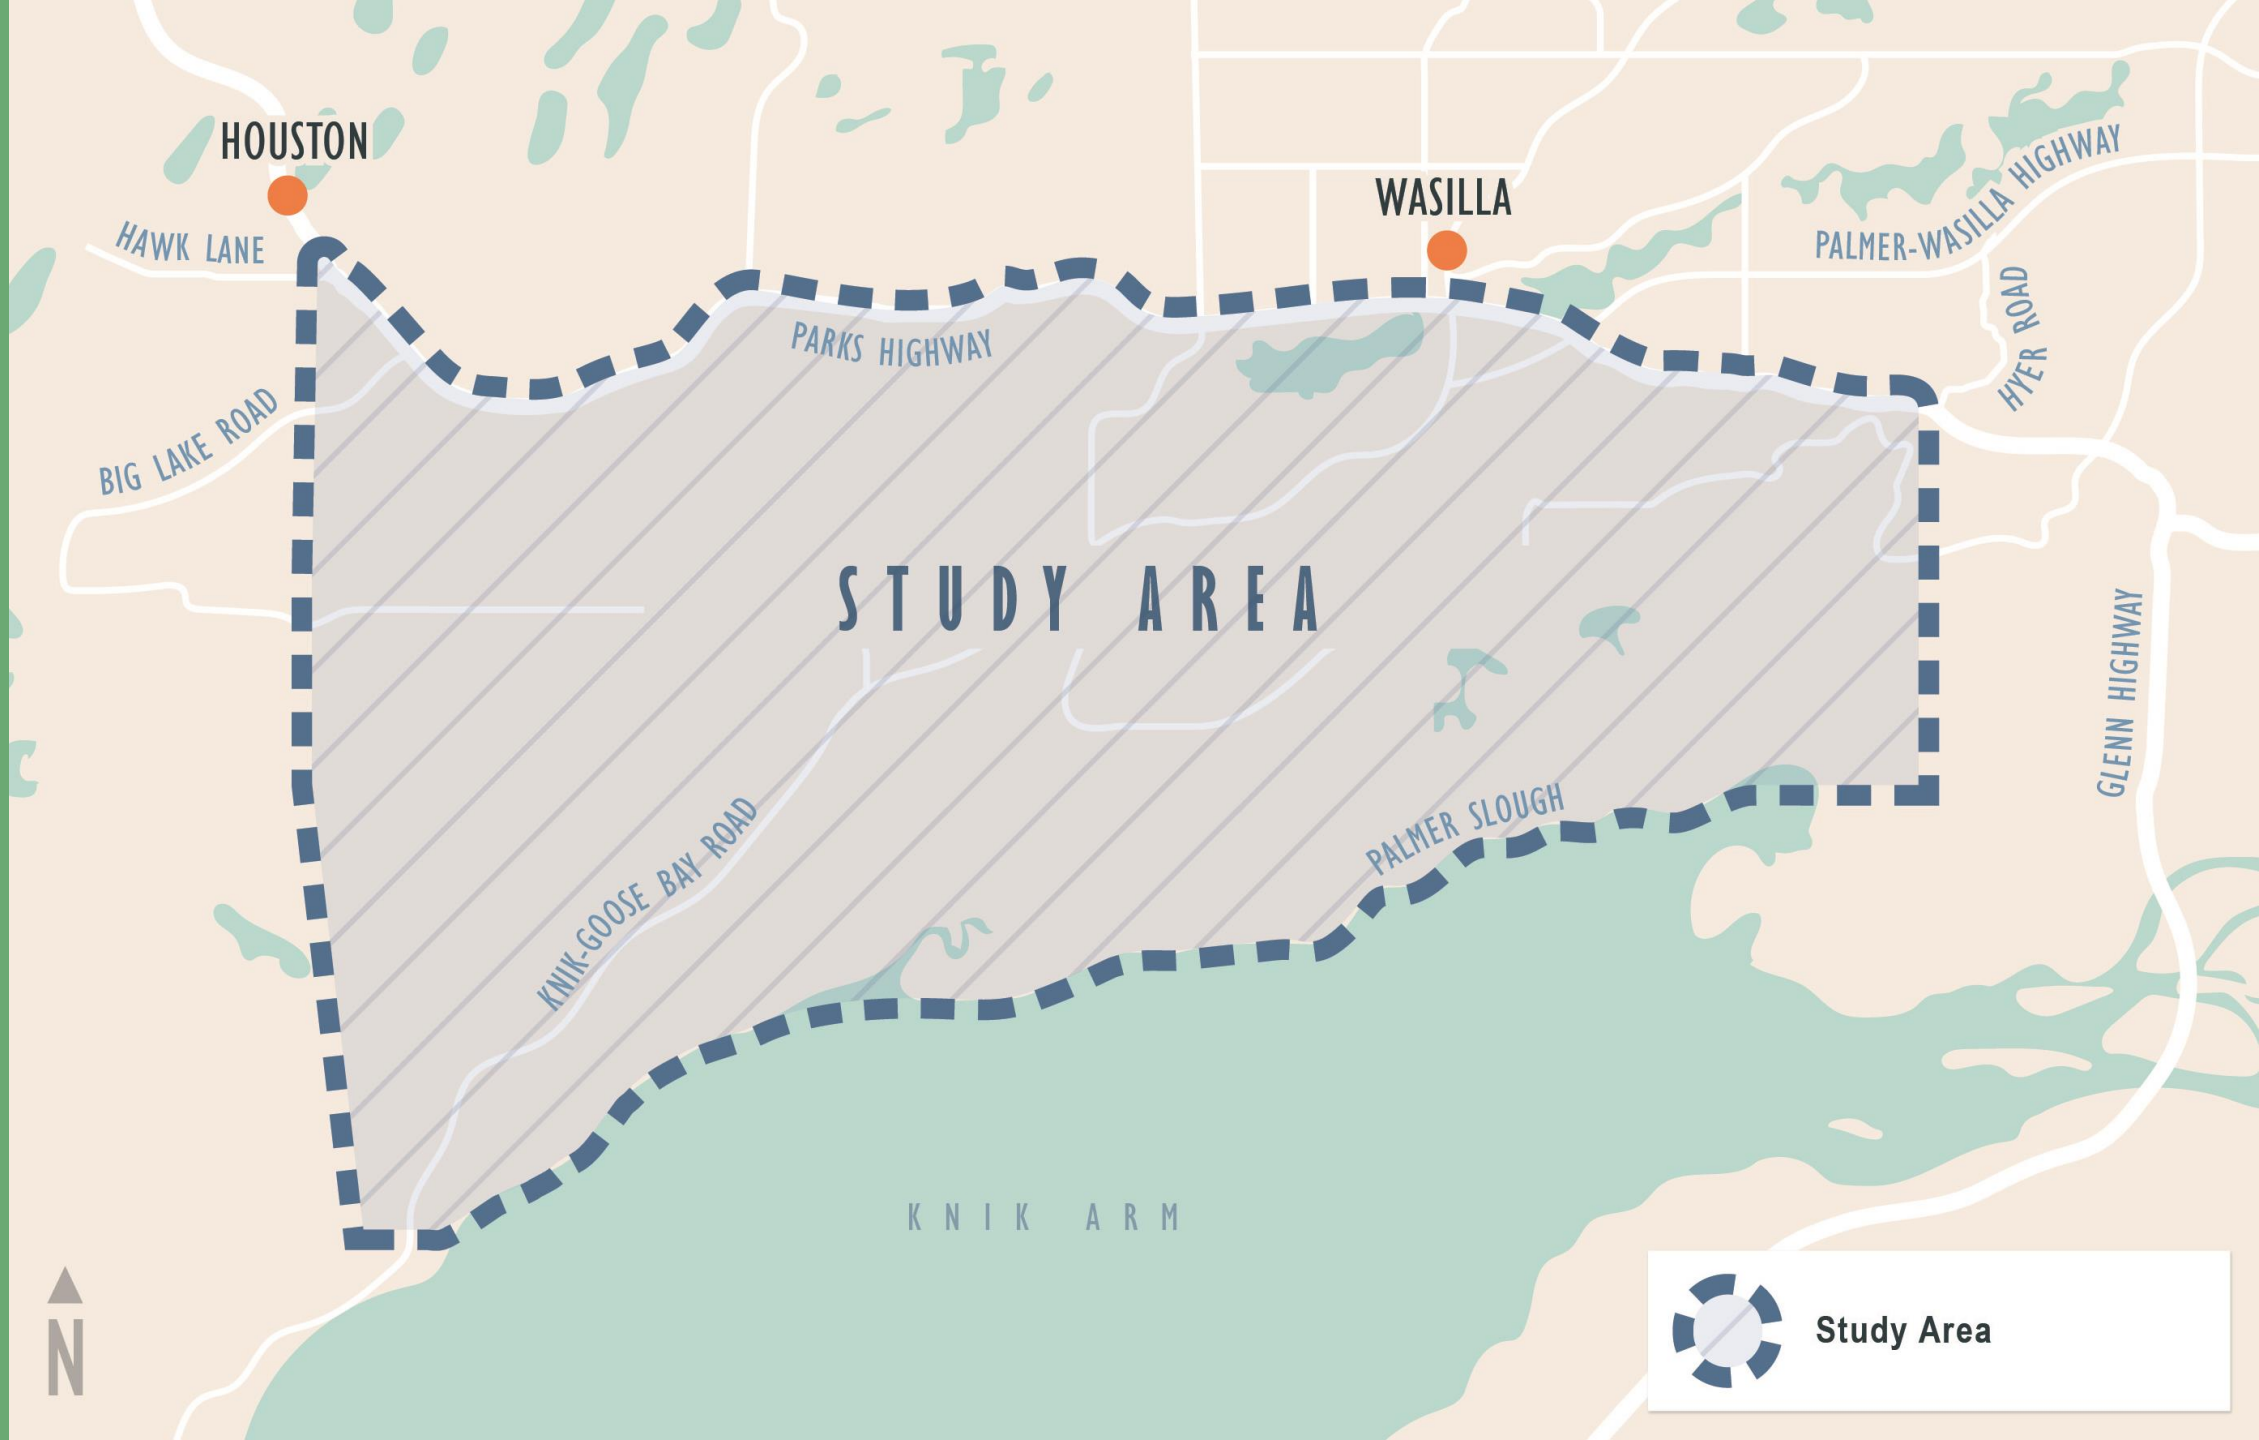 HOUSTON
HAWK LANE
WASILLA
PALMER-WASILLA HIGHWAY
HYER ROAD
PARKS HIGHWAY
BIG LAKE ROAD
STUDY AREA
GLENN HIGHWAY
PALMER SLOUGH
KNIK-GOOSE BAY ROAD
KNIK ARM
N
Study Area